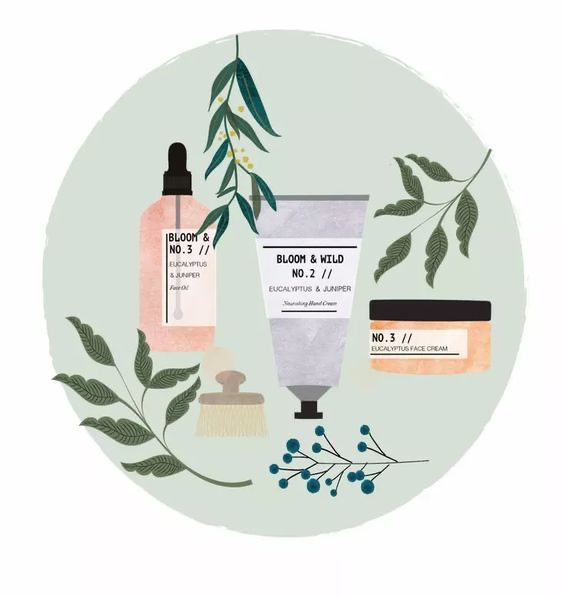 BLOOM &
NO.3 //
EUCALYPTUS
& JUNIPER
Face Oil
BLOOM & WILD
NO.2 //
EUCALYPTUS & JUNIPER
Nourishing Hand Cream
NO.3 //
EUCALYPTUS FACE CREAM